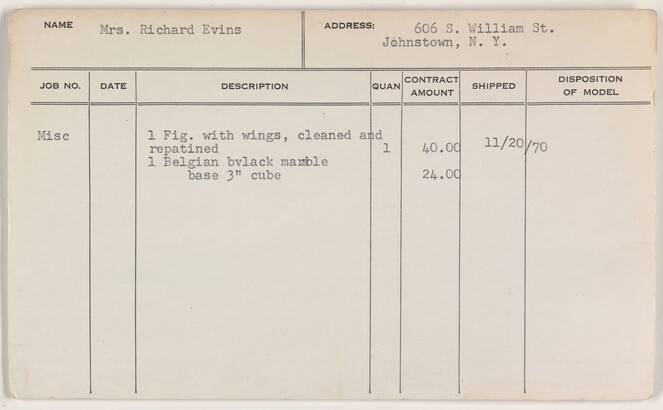 NAME Mrs. Richard Evins ADDRESS: 606 S. William St.
Johnstown, N. Y.
JOB NO. DATE DESCRIPTION QUAN CONTRACT AMOUNT SHIPPED DISPOSITION OF MODEL
Misc 1 Fig. with wings, cleaned and
repatined 1 40.00 11/20/70
1 Belgian bvlack marble
base 3" cube 24.00